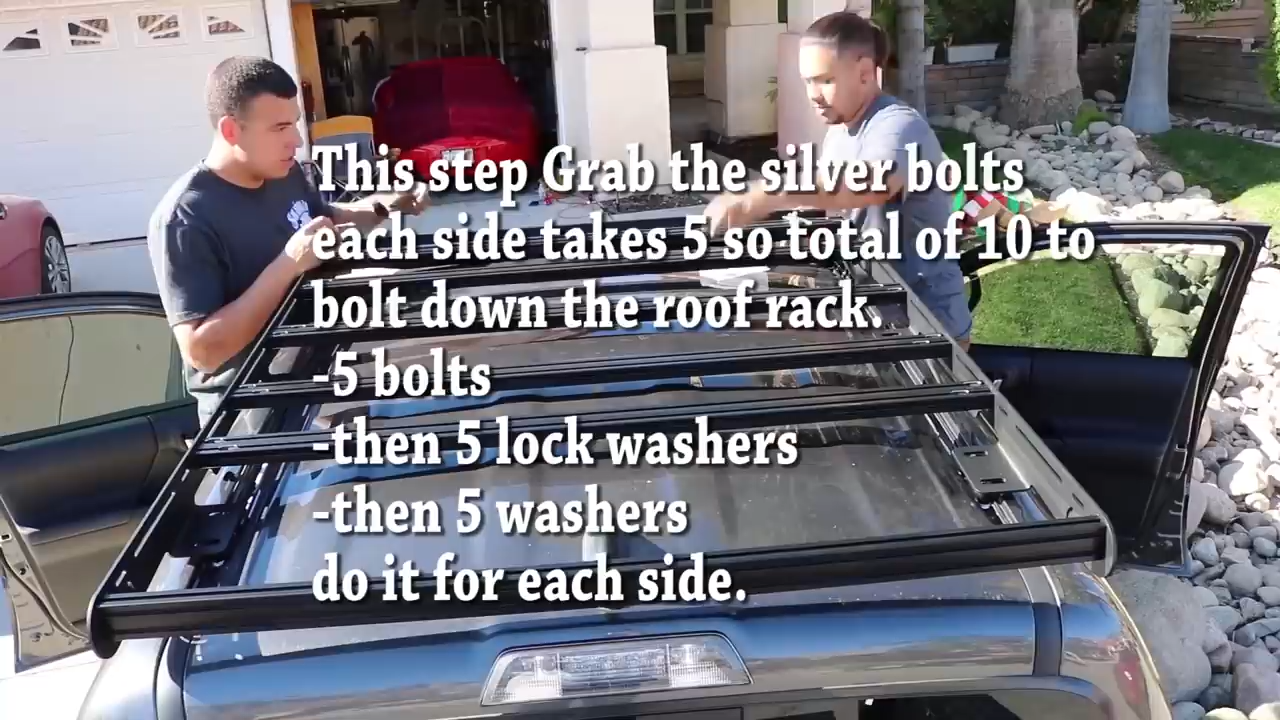 This step Grab the silver bolts
each side takes 5 so total of 10 to
bolt down the roof rack.
-5 bolts
-then 5 lock washers
-then 5 washers
do it for each side.